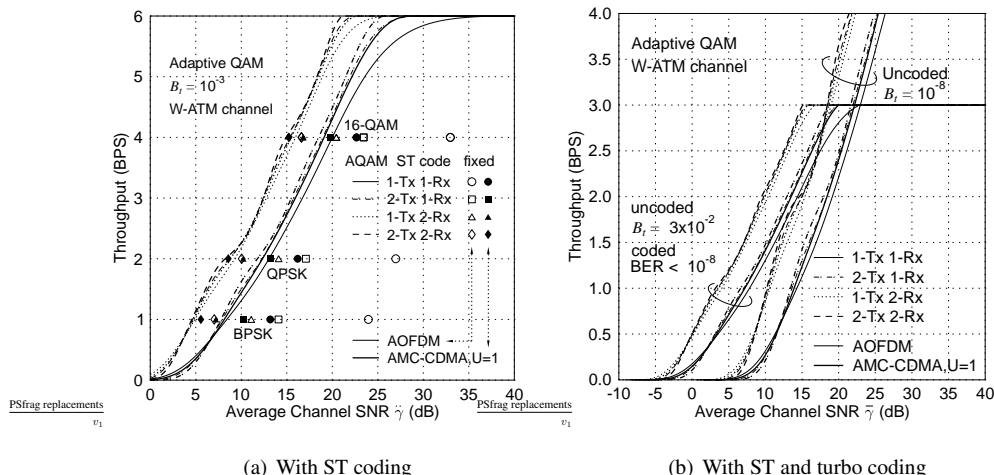 6
5
4
3
2
1
0
Throughput (BPS)
Adaptive QAM
B_t = 10^-3
W-ATM channel
16-QAM
AQAM ST code fixed
1-Tx 1-Rx
2-Tx 1-Rx
1-Tx 2-Rx
2-Tx 2-Rx
QPSK
BPSK
AOFDM
AMC-CDMA,U=1
0 5 10 15 20 25 30 35 40
Average Channel SNR γ̄ (dB)
PSfrag replacements
v_1
(a) With ST coding
4.0
3.5
3.0
2.5
2.0
1.5
1.0
0.5
0.0
Throughput (BPS)
Adaptive QAM
W-ATM channel
Uncoded
B_t = 10^-8
uncoded
B_t = 3x10^-2
coded
BER < 10^-8
1-Tx 1-Rx
2-Tx 1-Rx
1-Tx 2-Rx
2-Tx 2-Rx
AOFDM
AMC-CDMA,U=1
-10 -5 0 5 10 15 20 25 30 35 40
Average Channel SNR γ̄ (dB)
PSfrag replacements
v_1
(b) With ST and turbo coding